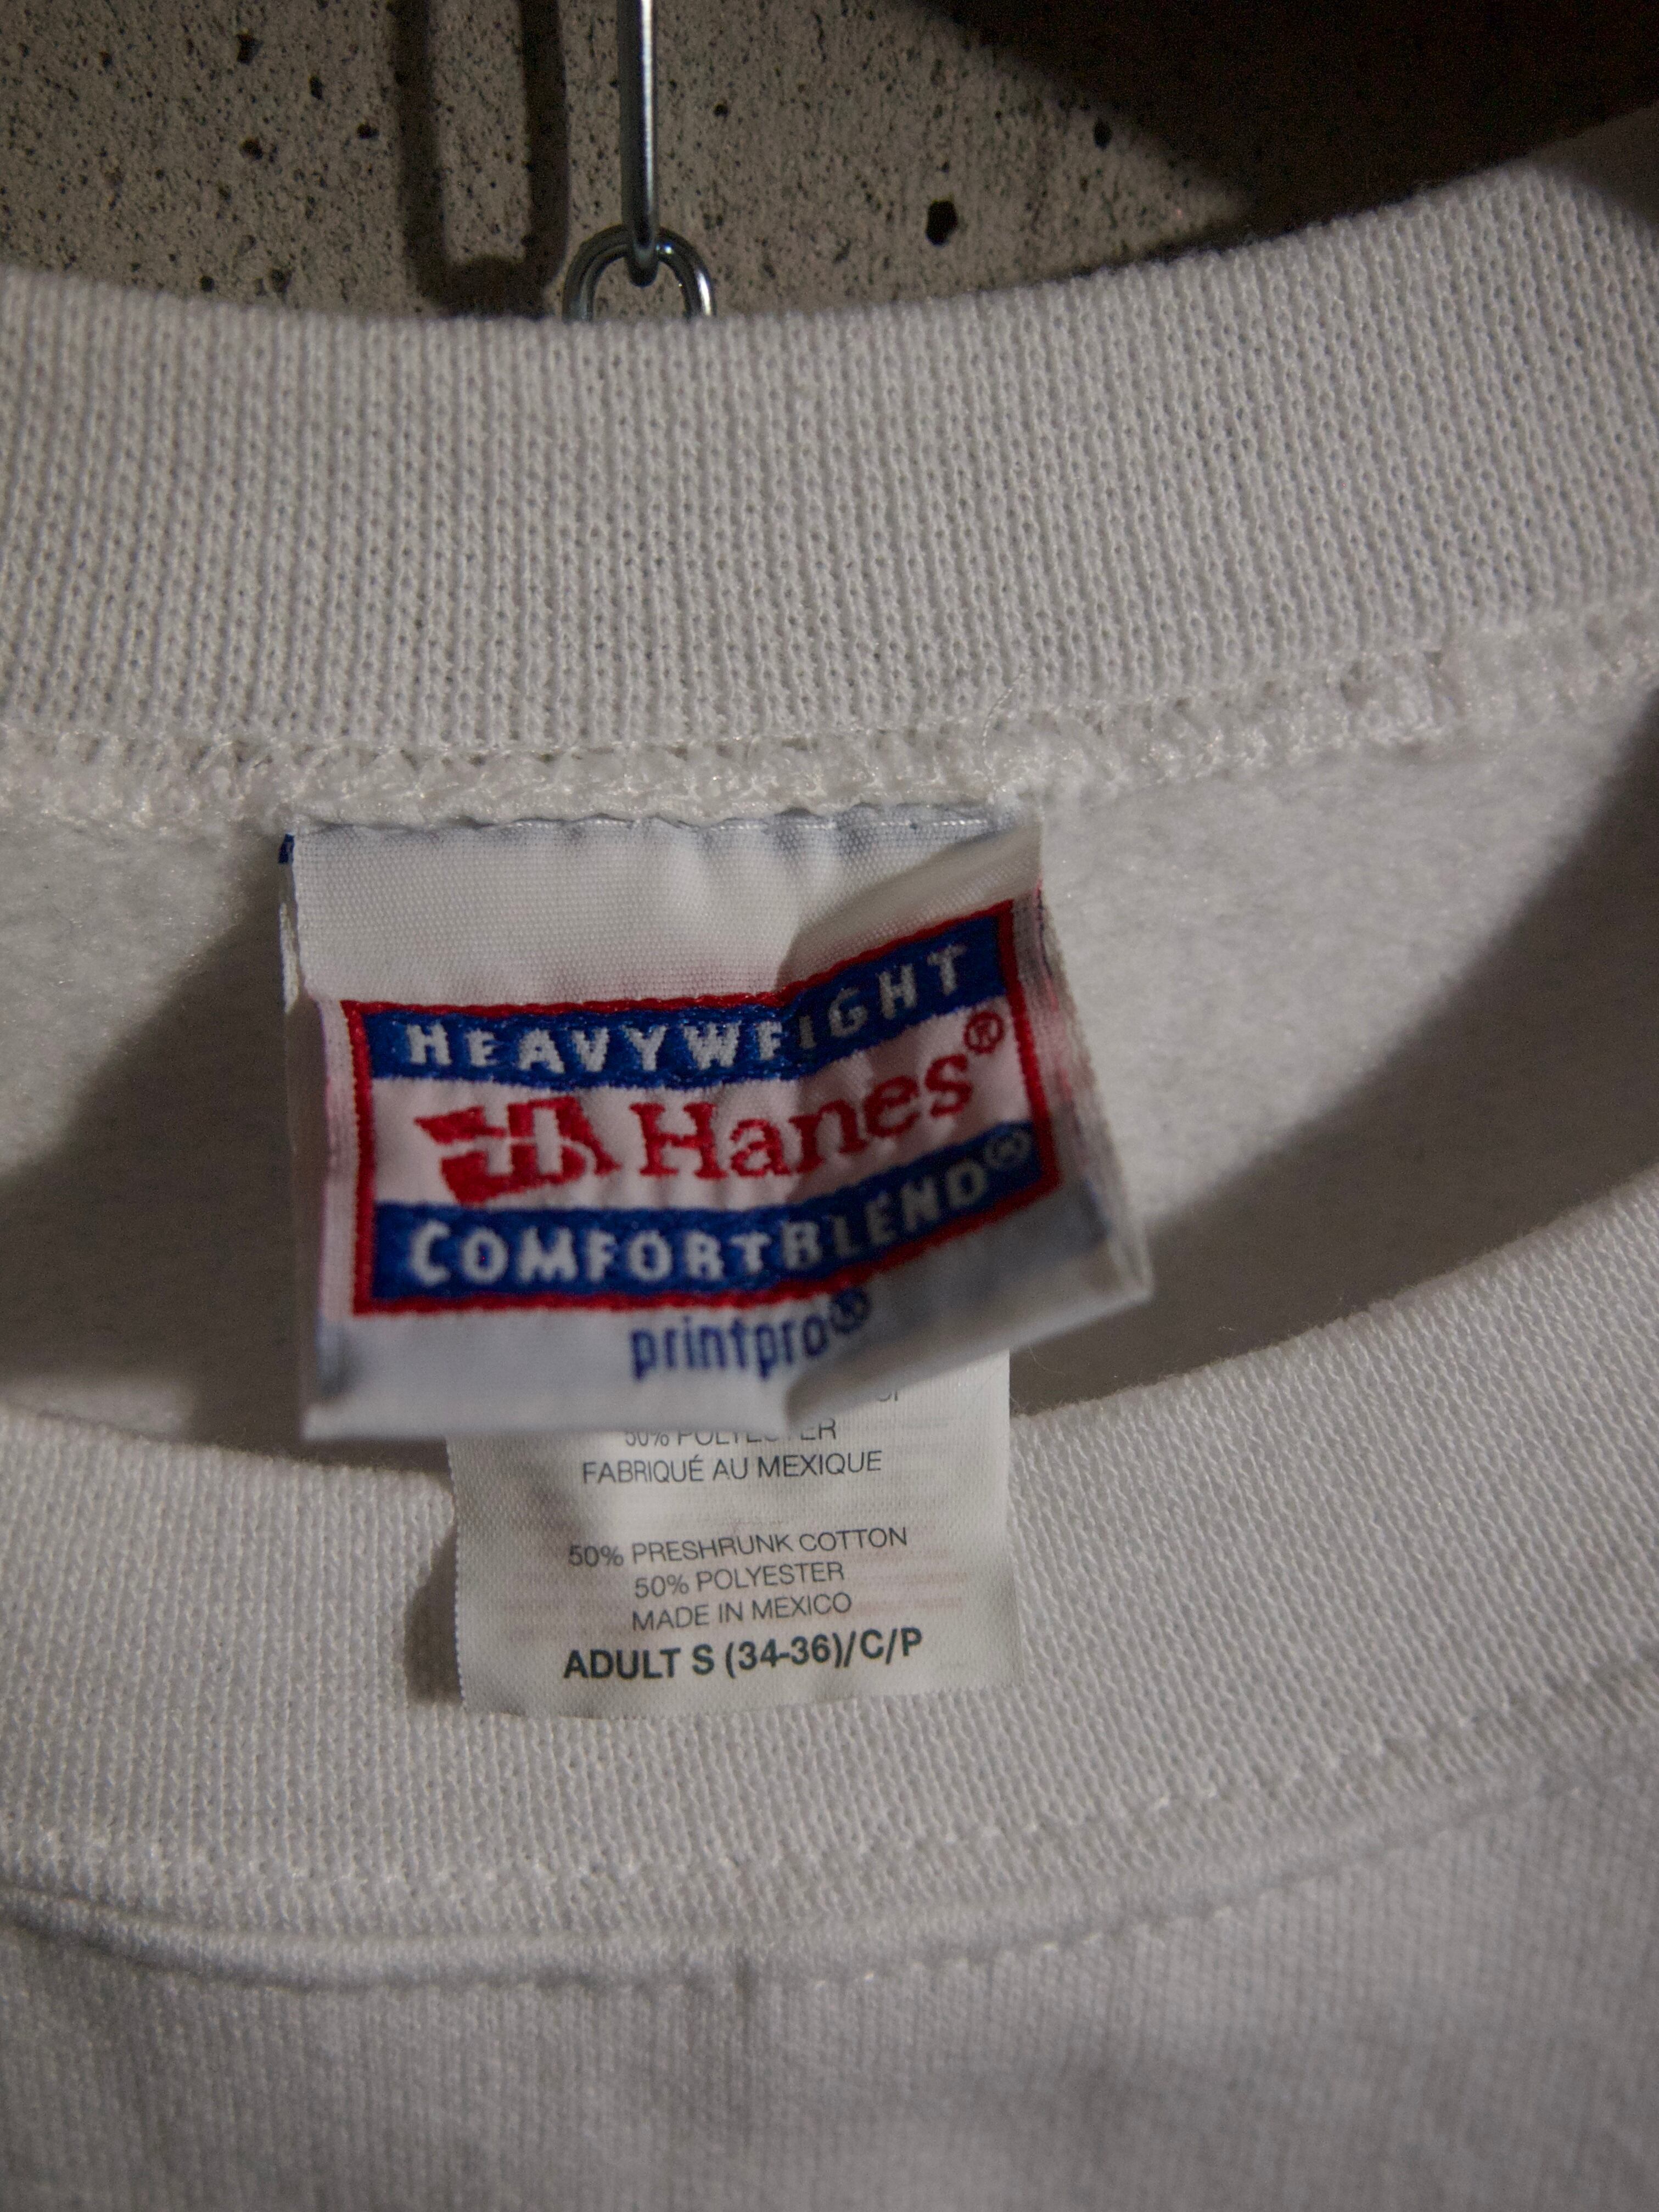 HEAVYWEIGHT
Hanes®
COMFORTBLEND®
printpro®
50% POLYESTER
FABRIQUÉ AU MEXIQUE
50% PRESHRUNK COTTON
50% POLYESTER
MADE IN MEXICO
ADULT S (34-36)/C/P